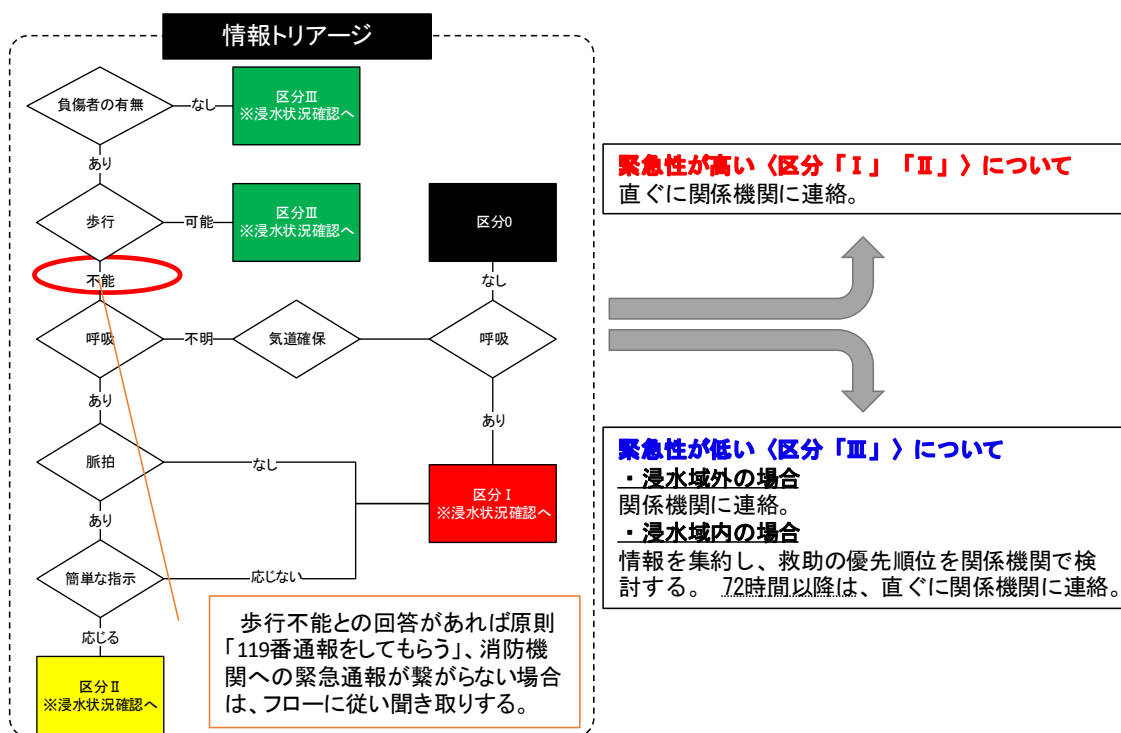 情報トリアージ
負傷者の有無
なし
区分Ⅲ
※浸水状況確認へ
あり
歩行
可能
区分Ⅲ
※浸水状況確認へ
区分0
不能
なし
呼吸
不明
気道確保
呼吸
あり
あり
脈拍
なし
区分Ⅰ
※浸水状況確認へ
あり
簡単な指示
応じない
応じる
区分Ⅱ
※浸水状況確認へ
歩行不能との回答があれば原則
「119番通報をしてもらう」、消防機
関への緊急通報が繋がらない場合
は、フローに従い聞き取りする。
緊急性が高い〈区分「Ⅰ」「Ⅱ」〉について
直ぐに関係機関に連絡。
緊急性が低い〈区分「Ⅲ」〉について
・浸水域外の場合
関係機関に連絡。
・浸水域内の場合
情報を集約し、救助の優先順位を関係機関で検
討する。 72時間以降は、直ぐに関係機関に連絡。